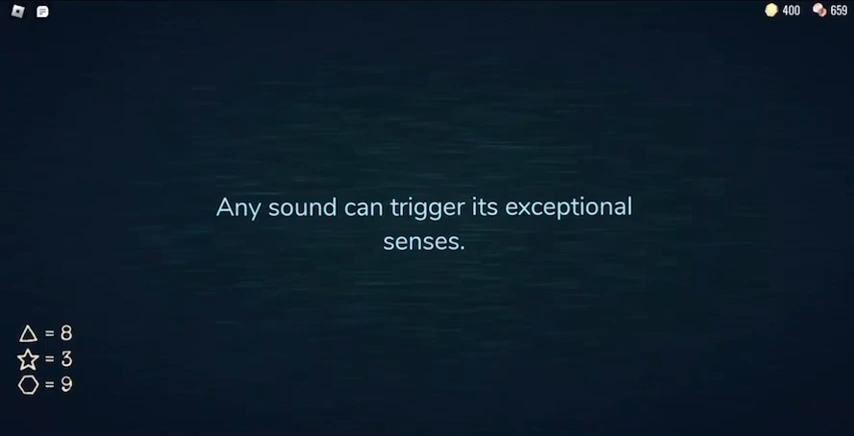 400 659
Any sound can trigger its exceptional
senses.
△ = 8
☆ = 3
⬡ = 9